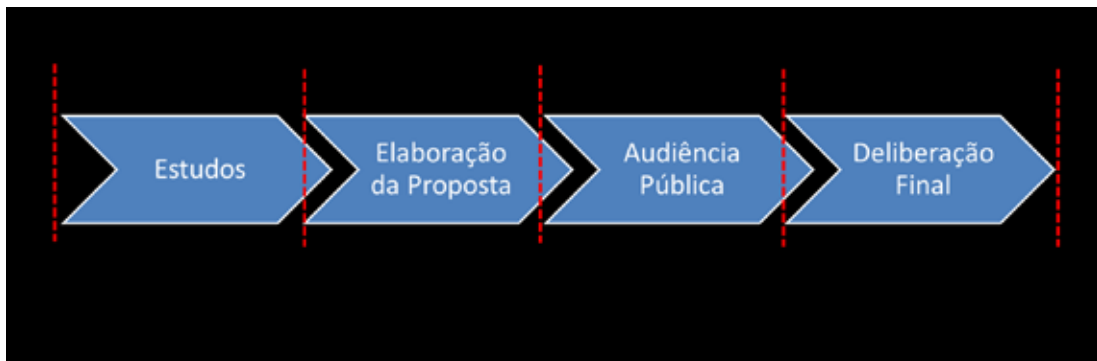 Estudos
Elaboração
da Proposta
Audiência
Pública
Deliberação
Final